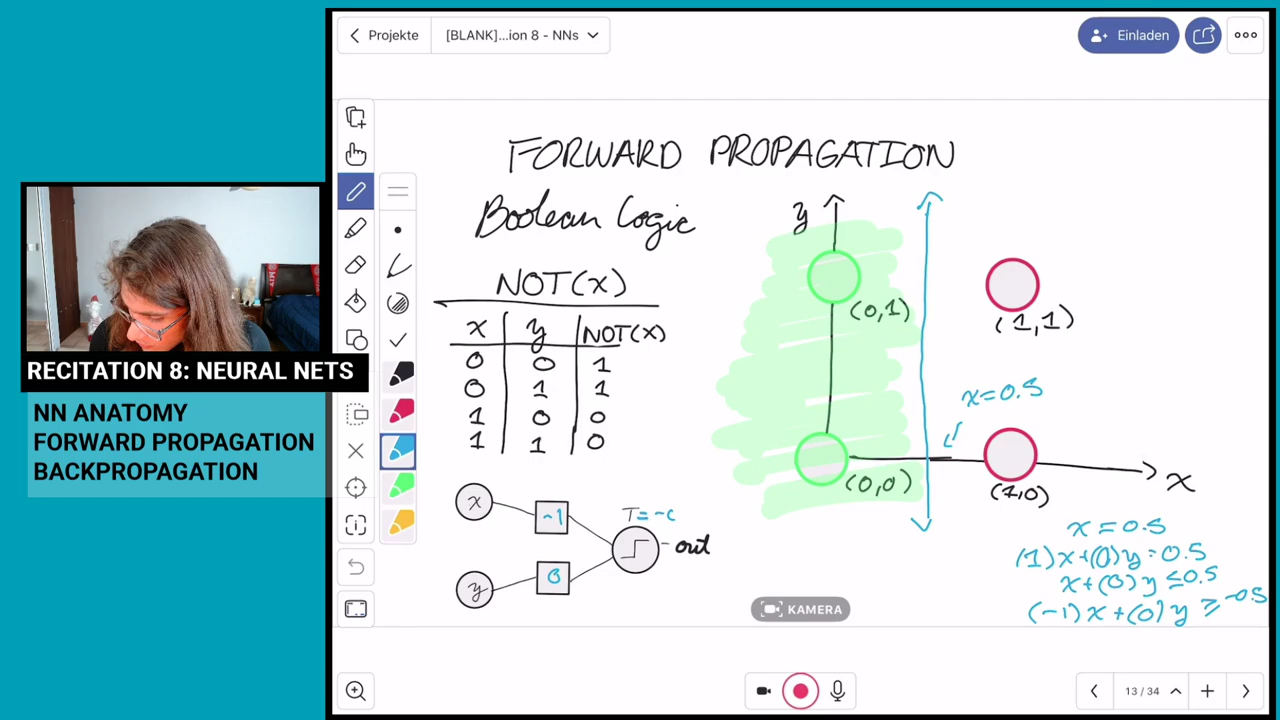 Projekte
[BLANK]...ion 8 - NNs
Einladen
FORWARD PROPAGATION
Boolean Logic
NOT(x)
x y NOT(x)
0 0 1
0 1 1
1 0 0
1 1 0
x
-1
T=-
out
y
0
y
(0,1)
(1,1)
x=0.5
(0,0)
(1,0)
x
x = 0.5
(1)x+(0)y=0.5
x+(0)y≤0.5
(-1)x+(0)y ≥ -0.5
KAMERA
13 / 34
RECITATION 8: NEURAL NETS
NN ANATOMY
FORWARD PROPAGATION
BACKPROPAGATION